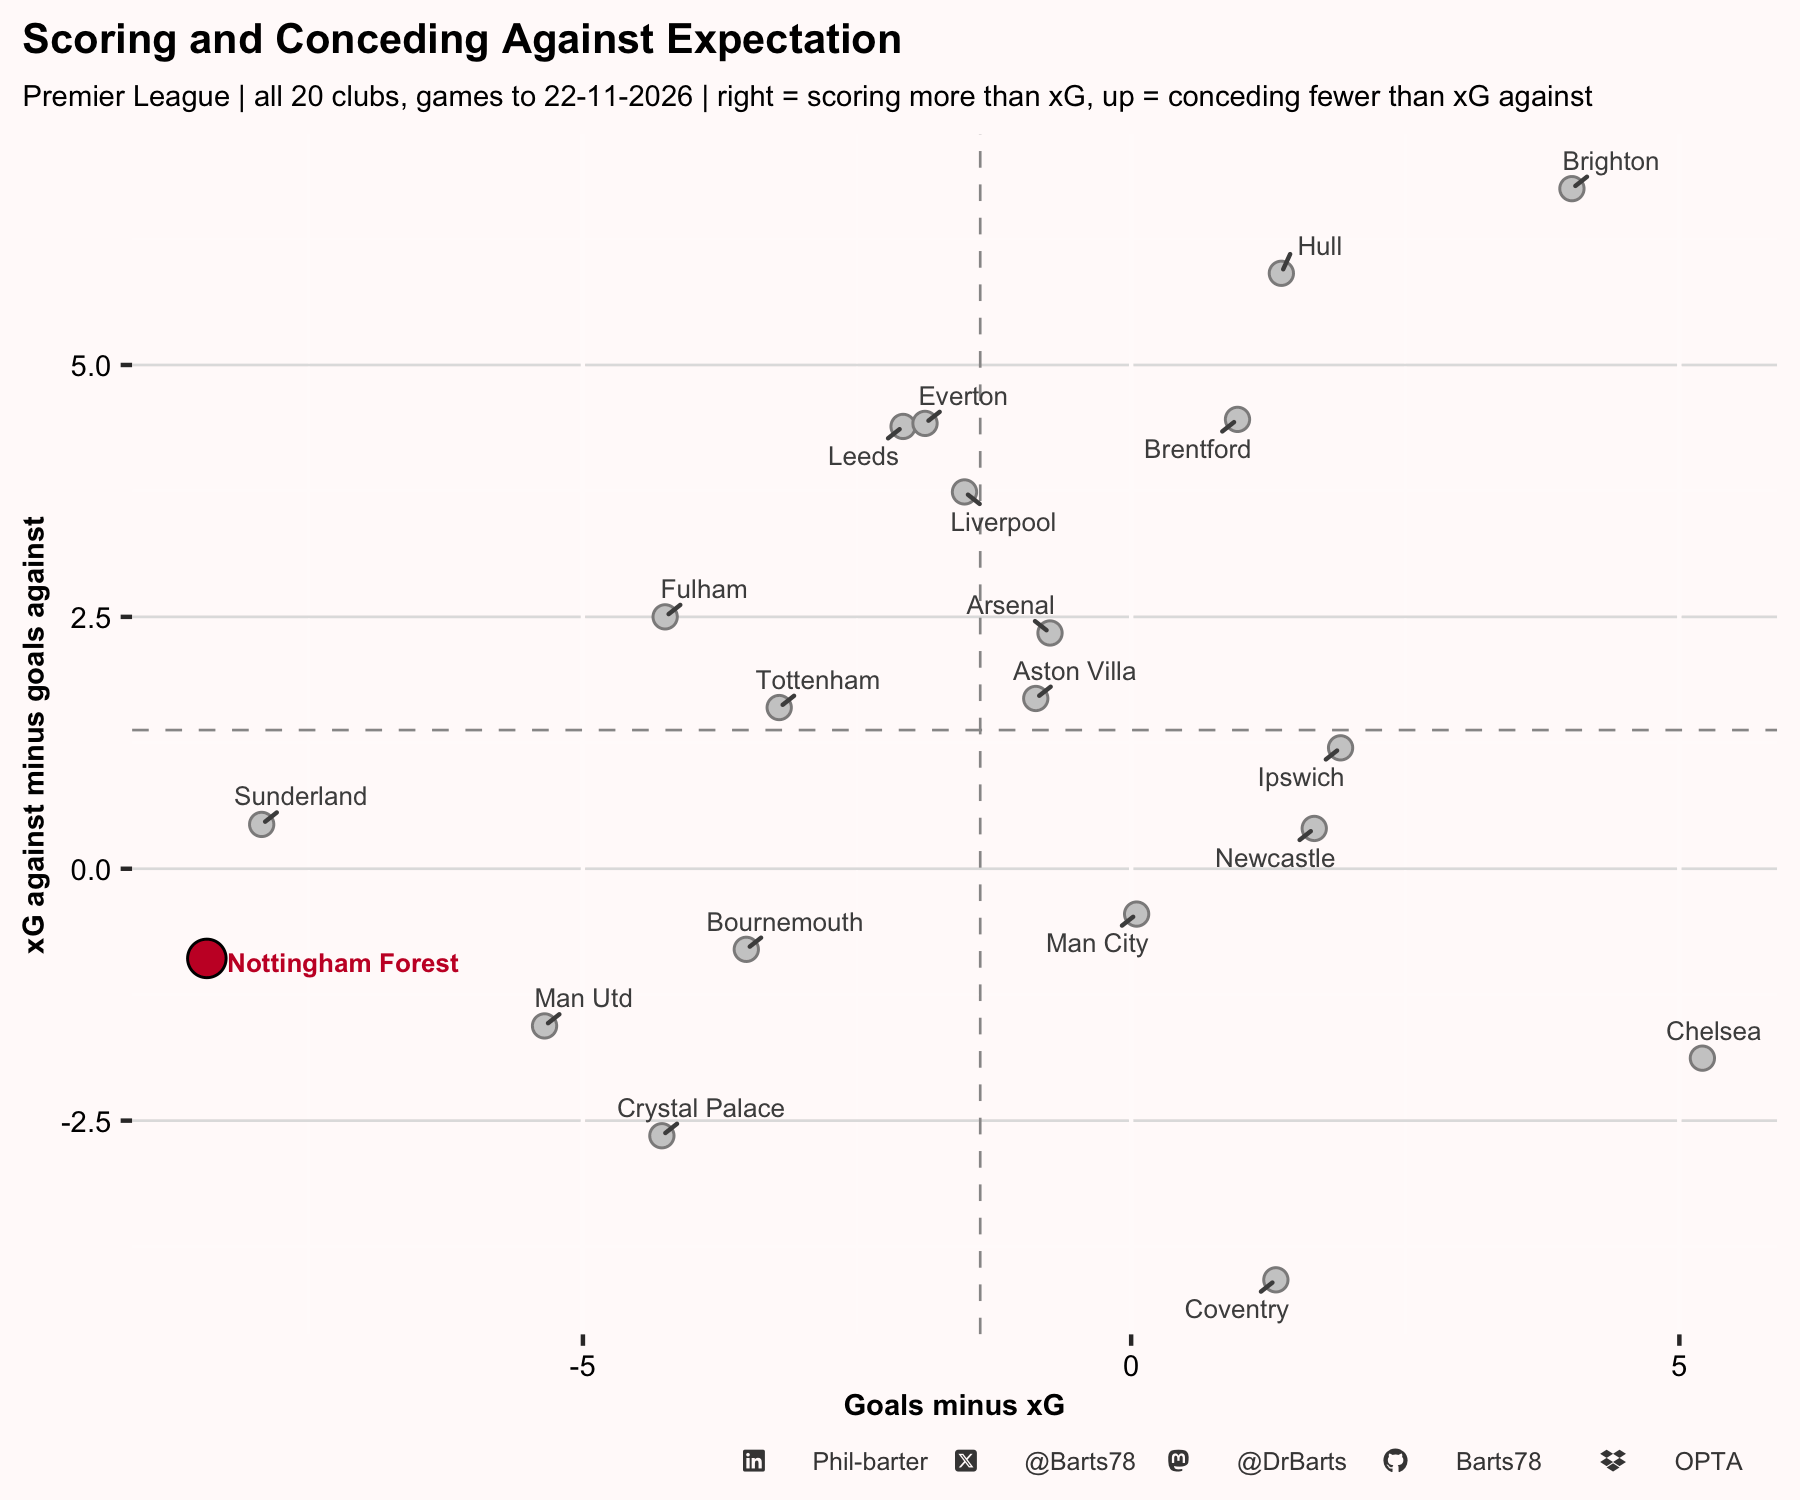 Scoring and Conceding Against Expectation
Premier League | all 20 clubs, games to 22-11-2026 | right = scoring more than xG, up = conceding fewer than xG against
Brighton
Hull
5.0
Everton
Leeds
Brentford
Liverpool
Fulham
2.5
Arsenal
Aston Villa
Tottenham
Ipswich
Sunderland
Newcastle
0.0
Bournemouth
Man City
Nottingham Forest
Man Utd
Chelsea
Crystal Palace
-2.5
Coventry
xG against minus goals against
-5
0
5
Goals minus xG
Phil-barter
@Barts78
@DrBarts
Barts78
OPTA